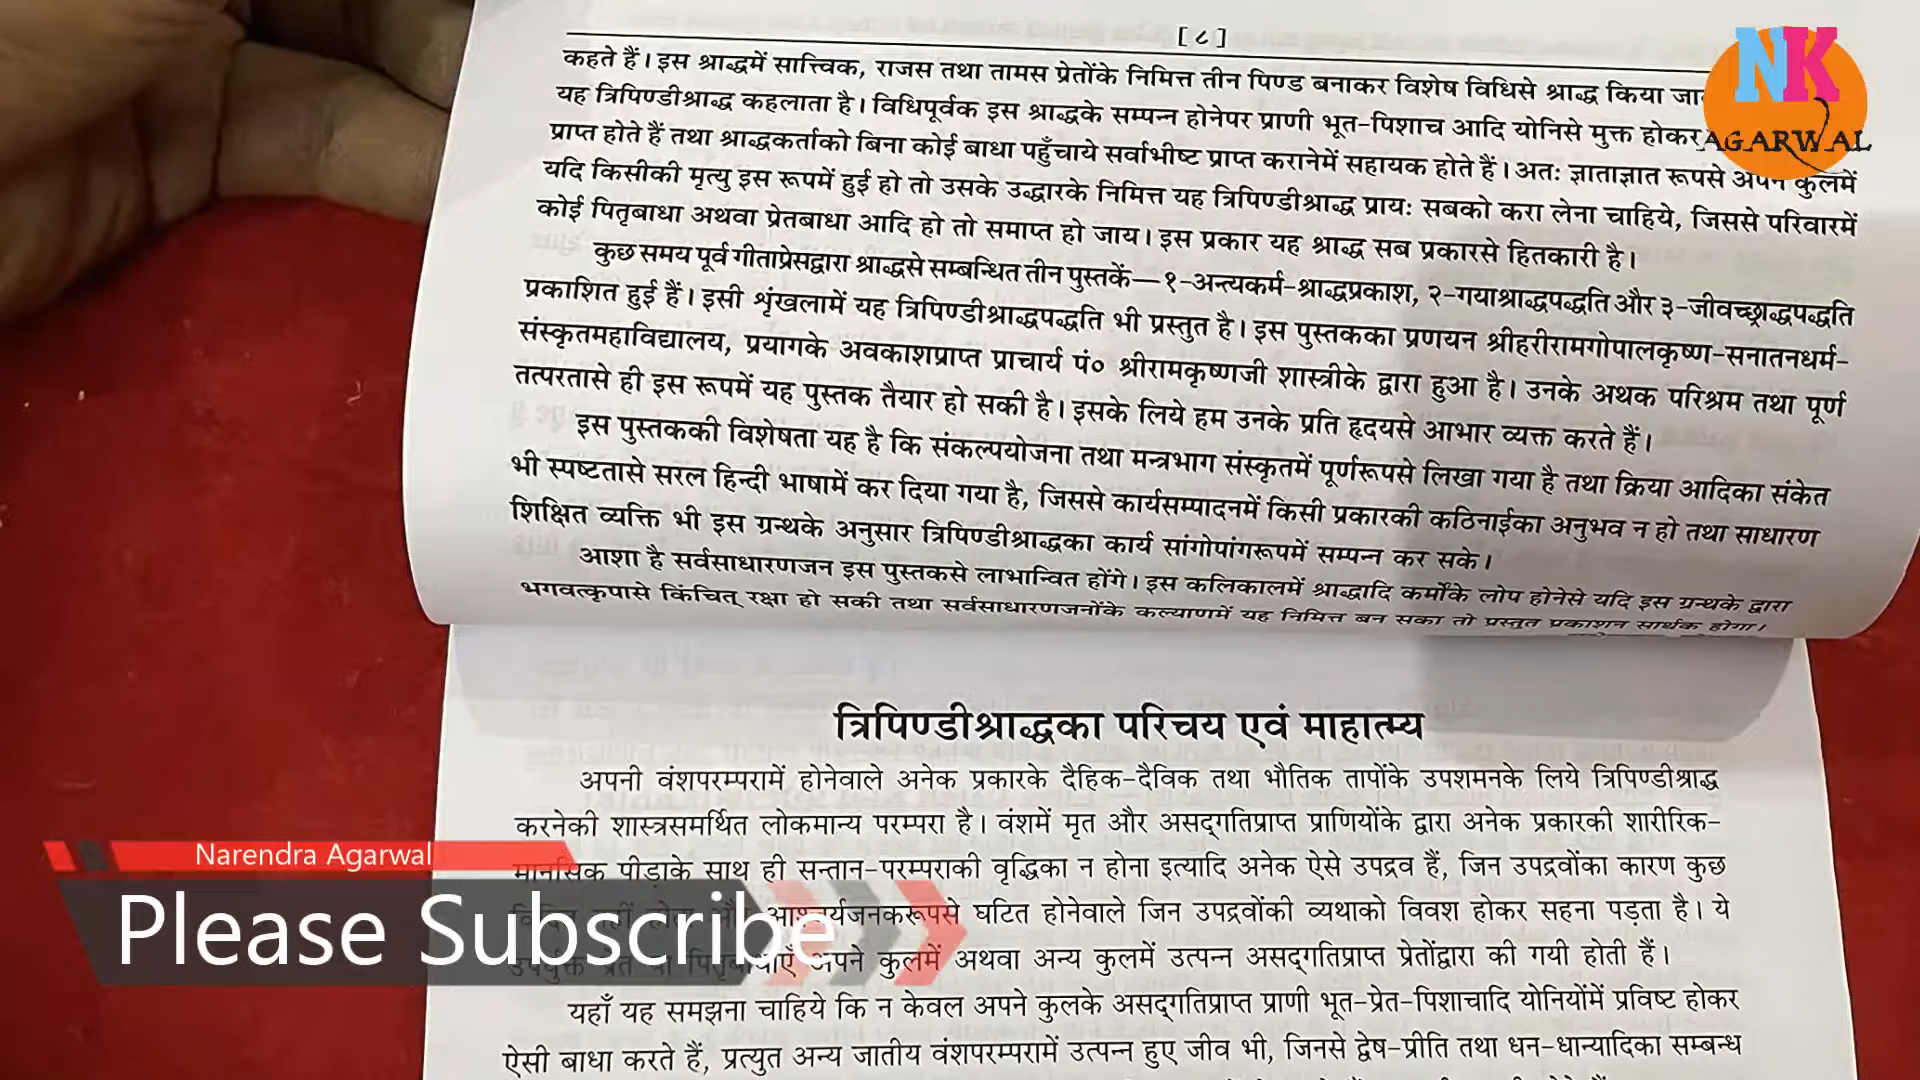 [ ८ ]
कहते हैं। इस श्राद्धमें सात्त्विक, राजस तथा तामस प्रेतोंके निमित्त तीन पिण्ड बनाकर विशेष विधिसे श्राद्ध किया
यह त्रिपिण्डीश्राद्ध कहलाता है। विधिपूर्वक इस श्राद्धके सम्पन्न होनेपर प्राणी भूत-पिशाच आदि योनिसे मुक्त होकर
प्राप्त होते हैं तथा श्राद्धकर्ताको बिना कोई बाधा पहुँचाये सर्वाभीष्ट प्राप्त करानेमें सहायक होते हैं। अतः ज्ञाताज्ञात रूपसे अपने कुलमें
यदि किसीकी मृत्यु इस रूपमें हुई हो तो उसके उद्धारके निमित्त यह त्रिपिण्डीश्राद्ध प्रायः सबको करा लेना चाहिये, जिससे परिवारमें
कोई पितृबाधा अथवा प्रेतबाधा आदि हो तो समाप्त हो जाय। इस प्रकार यह श्राद्ध सब प्रकारसे हितकारी है।
कुछ समय पूर्व गीताप्रेसद्वारा श्राद्धसे सम्बन्धित तीन पुस्तकें—१-अन्त्यकर्म-श्राद्धप्रकाश, २-गयाश्राद्धपद्धति और ३-जीवच्छ्राद्धपद्धति
प्रकाशित हुई हैं। इसी शृंखलामें यह त्रिपिण्डीश्राद्धपद्धति भी प्रस्तुत है। इस पुस्तकका प्रणयन श्रीहरीरामगोपालकृष्ण-सनातनधर्म-
संस्कृतमहाविद्यालय, प्रयागके अवकाशप्राप्त प्राचार्य पं० श्रीरामकृष्णजी शास्त्रीके द्वारा हुआ है। उनके अथक परिश्रम तथा पूर्ण
तत्परतासे ही इस रूपमें यह पुस्तक तैयार हो सकी है। इसके लिये हम उनके प्रति हृदयसे आभार व्यक्त करते हैं।
इस पुस्तककी विशेषता यह है कि संकल्पयोजना तथा मन्त्रभाग संस्कृतमें पूर्णरूपसे लिखा गया है तथा क्रिया आदिका संकेत
भी स्पष्टतासे सरल हिन्दी भाषामें कर दिया गया है, जिससे कार्यसम्पादनमें किसी प्रकारकी कठिनाईका अनुभव न हो तथा साधारण
शिक्षित व्यक्ति भी इस ग्रन्थके अनुसार त्रिपिण्डीश्राद्धका कार्य सांगोपांगरूपमें सम्पन्न कर सके।
आशा है सर्वसाधारणजन इस पुस्तकसे लाभान्वित होंगे। इस कलिकालमें श्राद्धादि कर्मोंके लोप होनेसे यदि इस ग्रन्थके द्वारा
भगवत्कृपासे किंचित् रक्षा हो सकी तथा सर्वसाधारणजनोंके कल्याणमें यह निमित्त बन सका तो प्रस्तुत प्रकाशन सार्थक होगा।
NK
AGARWAL
त्रिपिण्डीश्राद्धका परिचय एवं माहात्म्य
अपनी वंशपरम्परामें होनेवाले अनेक प्रकारके दैहिक-दैविक तथा भौतिक तापोंके उपशमनके लिये त्रिपिण्डीश्राद्ध
करनेकी शास्त्रसमर्थित लोकमान्य परम्परा है। वंशमें मृत और असद्‌गतिप्राप्त प्राणियोंके द्वारा अनेक प्रकारकी शारीरिक-
मानसिक पीड़ाके साथ ही सन्तान-परम्पराकी वृद्धिका न होना इत्यादि अनेक ऐसे उपद्रव हैं, जिन उपद्रवोंका कारण कुछ
आश्चर्यजनकरूपसे घटित होनेवाले जिन उपद्रवोंकी व्यथाको विवश होकर सहना पड़ता है। ये
अपने कुलमें अथवा अन्य कुलमें उत्पन्न असद्‌गतिप्राप्त प्रेतोंद्वारा की गयी होती हैं।
यहाँ यह समझना चाहिये कि न केवल अपने कुलके असद्‌गतिप्राप्त प्राणी भूत-प्रेत-पिशाचादि योनियोंमें प्रविष्ट होकर
ऐसी बाधा करते हैं, प्रत्युत अन्य जातीय वंशपरम्परामें उत्पन्न हुए जीव भी, जिनसे द्वेष-प्रीति तथा धन-धान्यादिका सम्बन्ध
Narendra Agarwal
Please Subscribe